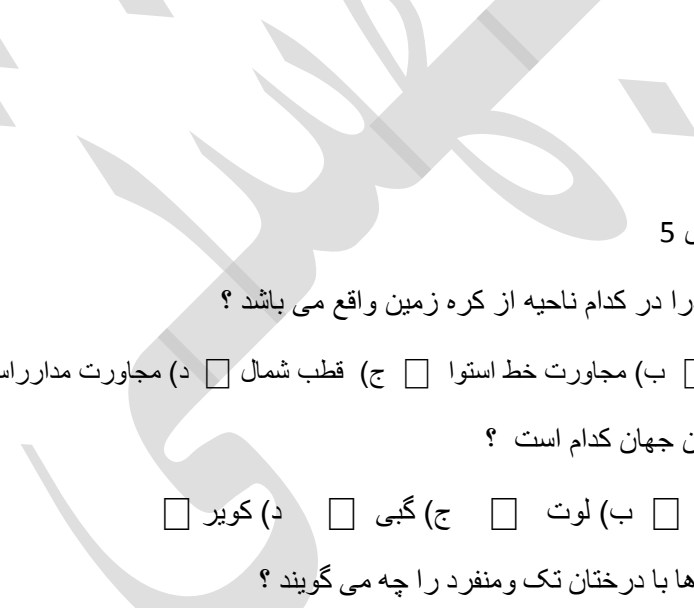 5
را در کدام ناحیه از کره زمین واقع می باشد ؟
□ ب) مجاورت خط استوا □ ج) قطب شمال □ د) مجاورت
جهان کدام است ؟
□ ب) لوت □ ج) گبی □ د) کویر □
ها با درختان تک ومنفرد را چه می گویند ؟